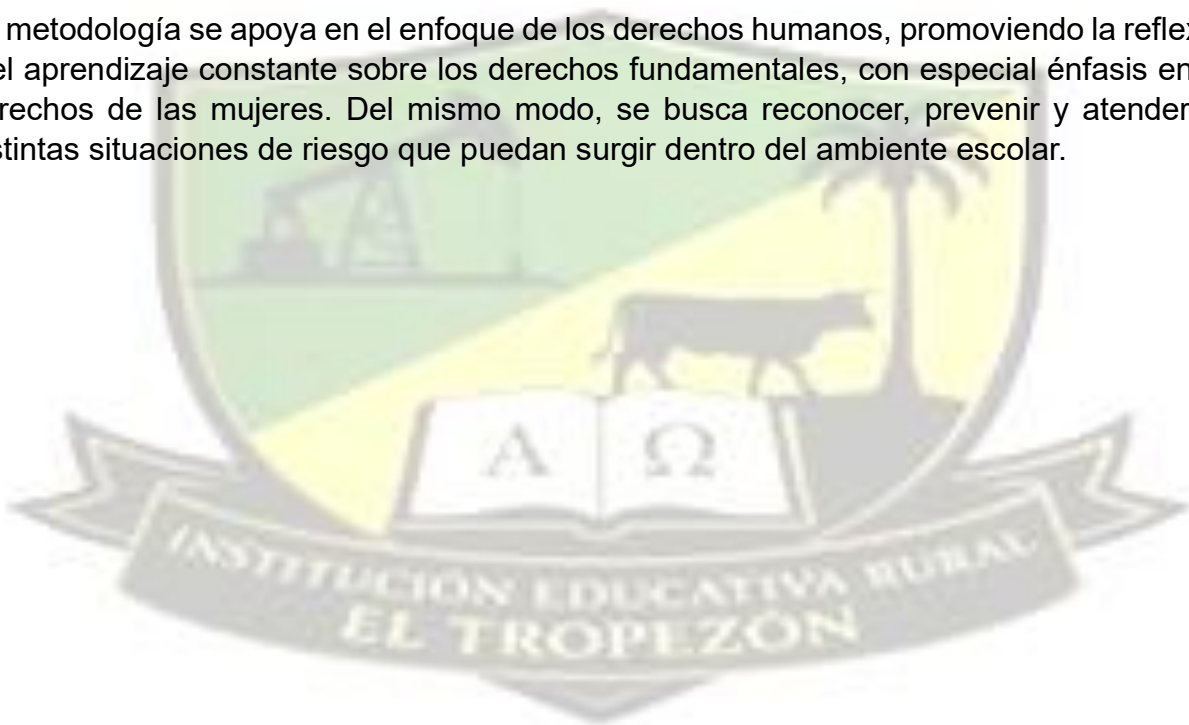 metodología se apoya en el enfoque de los derechos humanos, promoviendo la reflex
el aprendizaje constante sobre los derechos fundamentales, con especial énfasis en
rechos de las mujeres. Del mismo modo, se busca reconocer, prevenir y atender
stintas situaciones de riesgo que puedan surgir dentro del ambiente escolar.
Α Ω
INSTITUCIÓN EDUCATIVA RURAL
EL TROPEZÓN